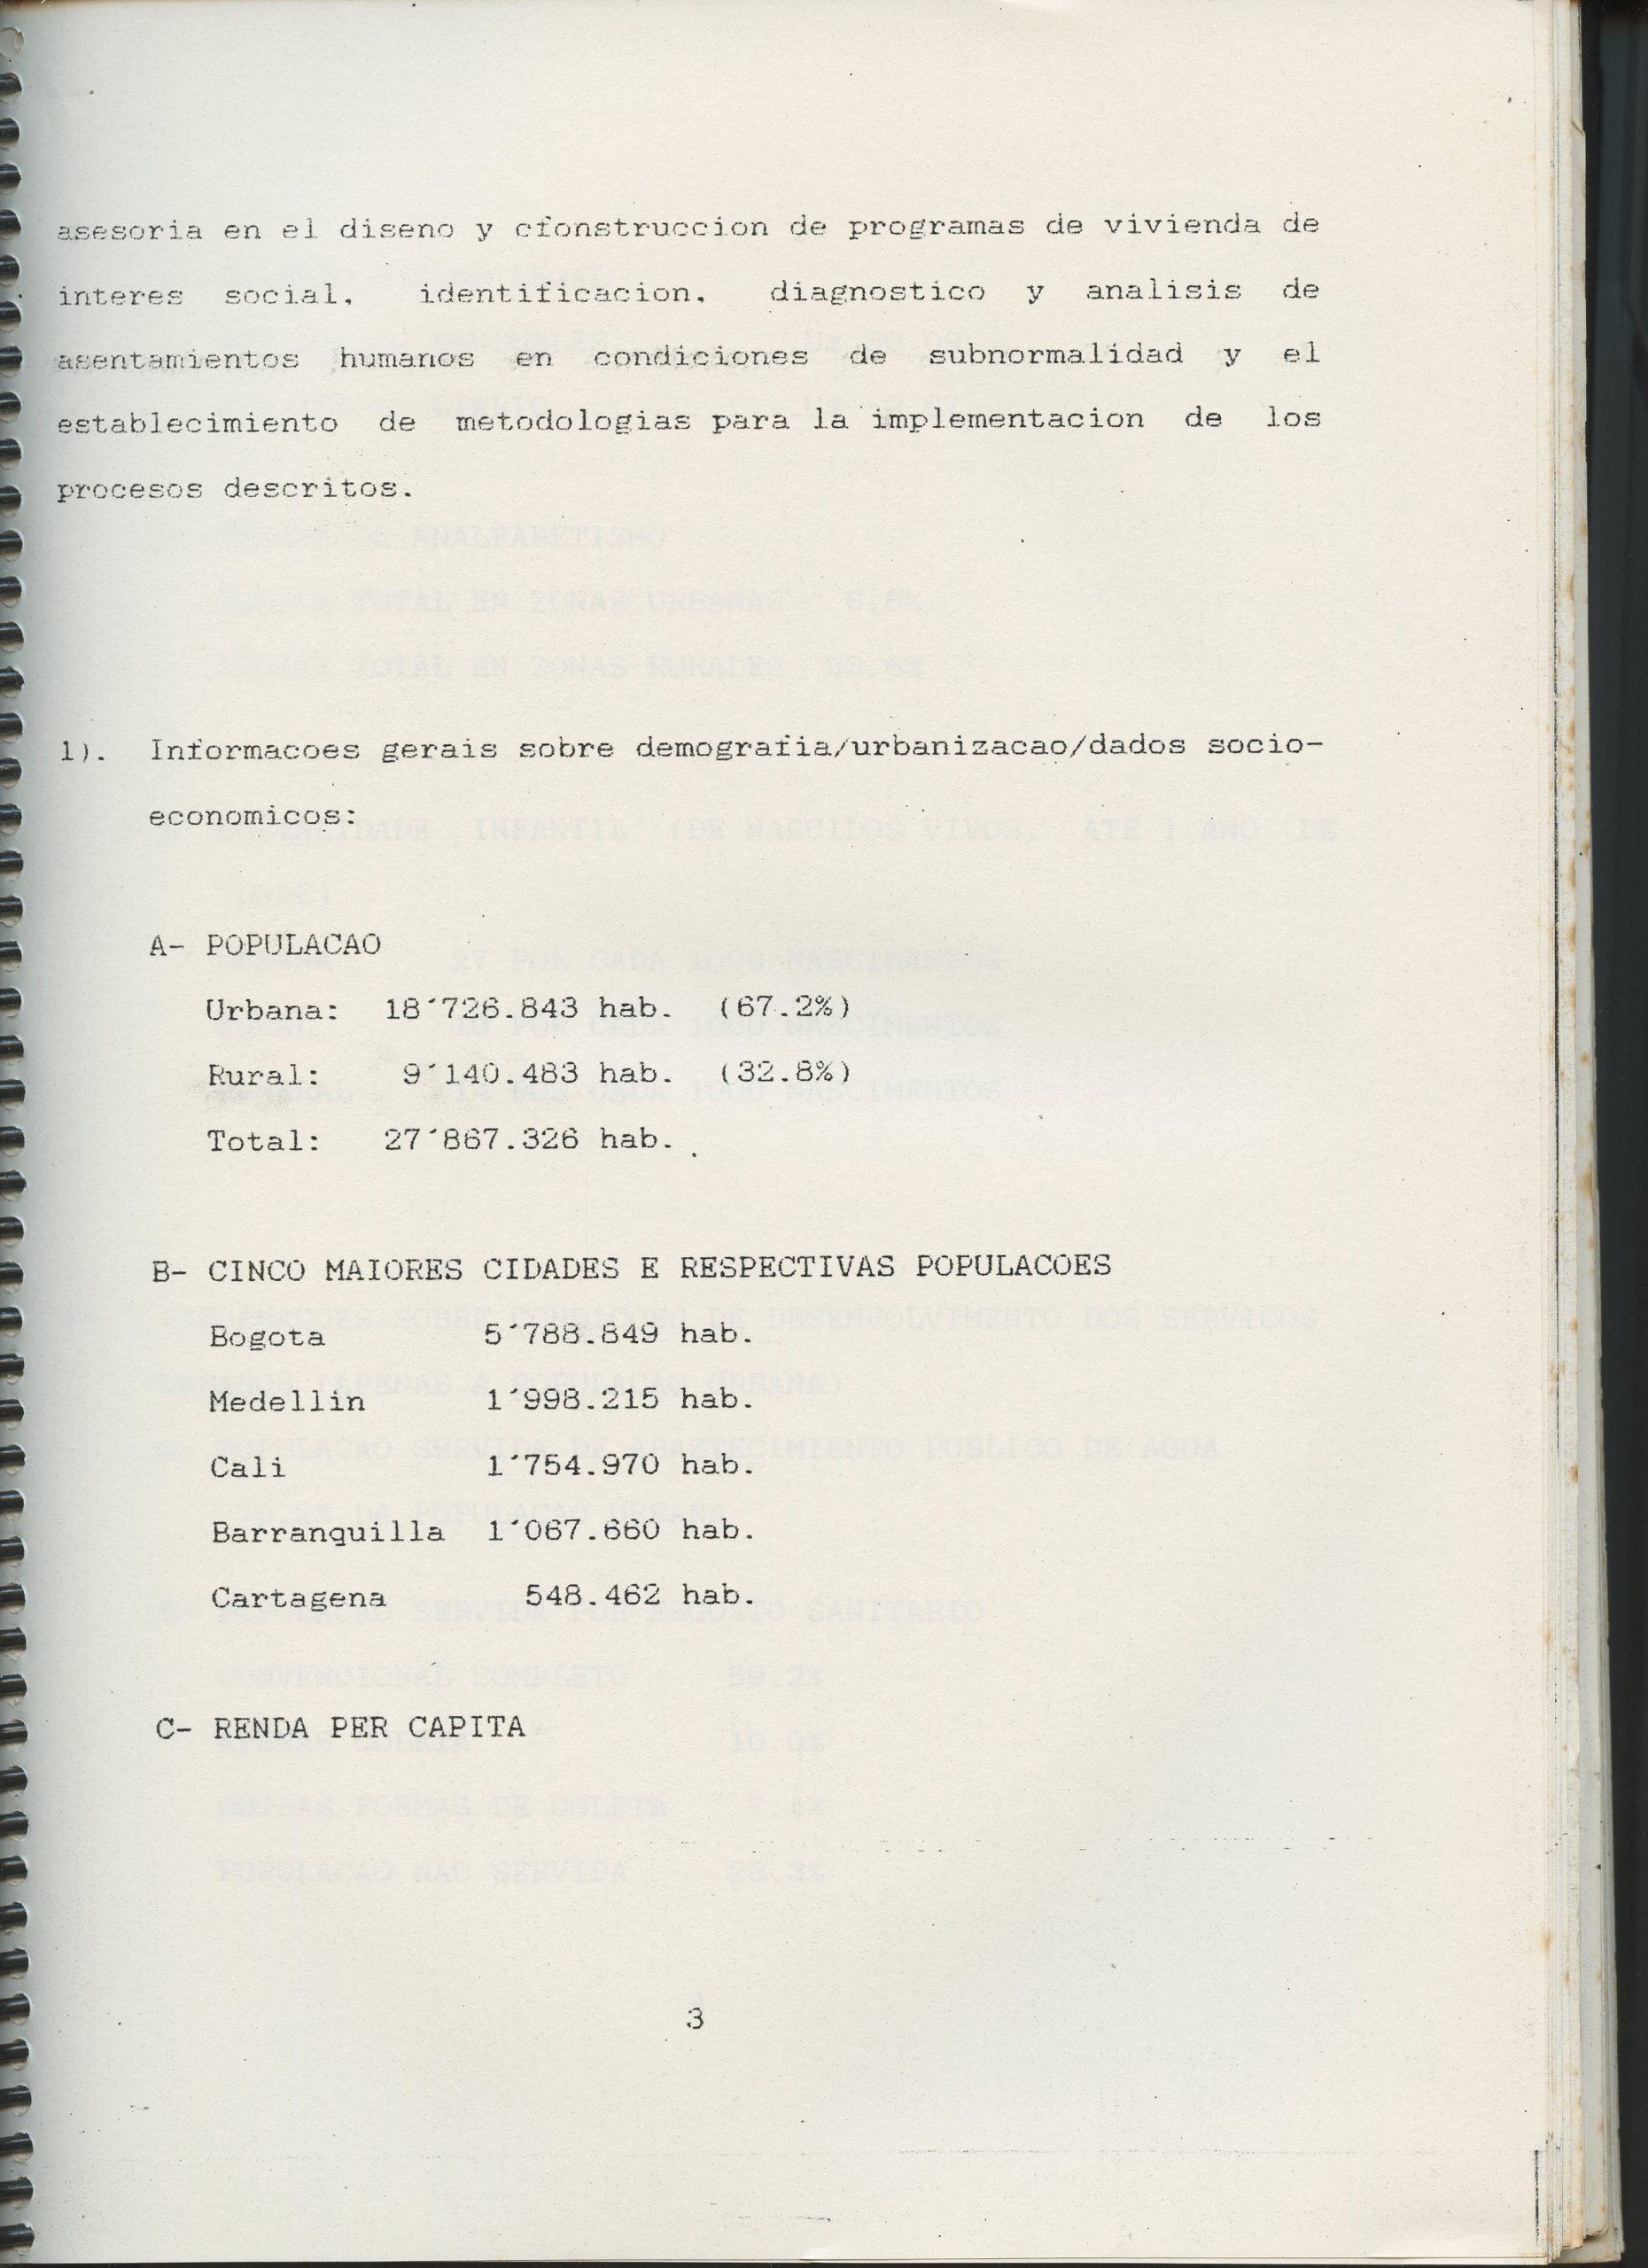 asesoria en el diseno y cfonstruccion de programas de vivienda de
interes social, identificacion, diagnostico y analisis de
asentamientos humanos en condiciones de subnormalidad y el
establecimiento de metodologias para la implementacion de los
procesos descritos.
1). Informacoes gerais sobre demografia/urbanizacao/dados socio-
economicos:
A- POPULACAO
Urbana: 18´726.843 hab. (67.2%)
Rural: 9´140.483 hab. (32.8%)
Total: 27´867.326 hab.
B- CINCO MAIORES CIDADES E RESPECTIVAS POPULACOES
Bogota 5´788.849 hab.
Medellin 1´998.215 hab.
Cali 1´754.970 hab.
Barranquilla 1´067.660 hab.
Cartagena 548.462 hab.
C- RENDA PER CAPITA
3